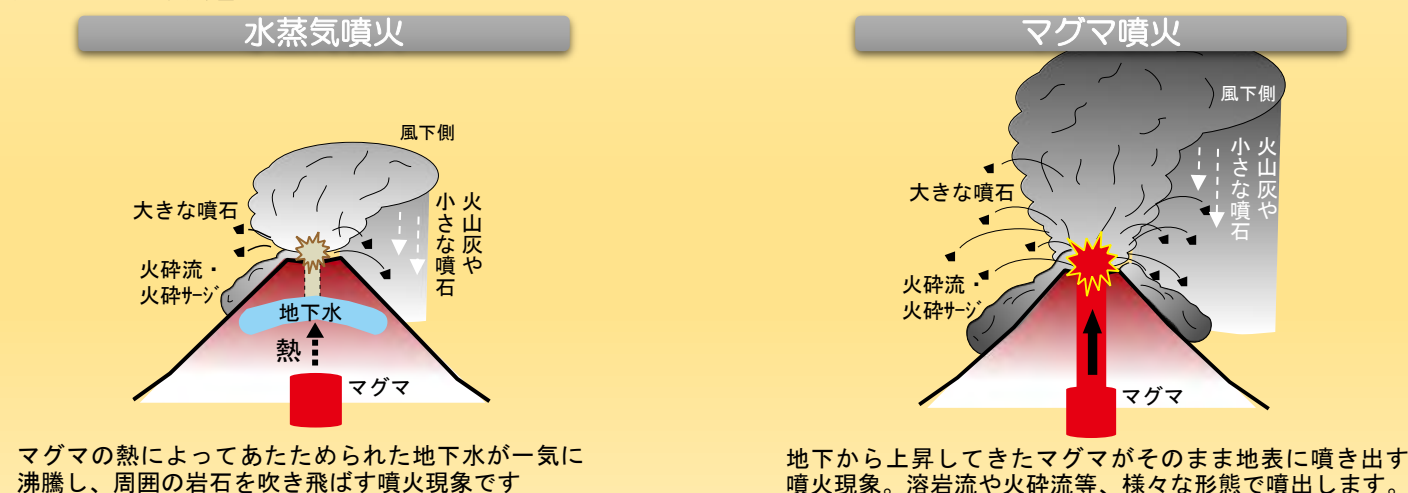 水蒸気噴火
風下側
大きな噴石
火山灰や
小さな噴石
火砕流・
火砕ｻｰｼﾞ
地下水
熱
マグマ
マグマの熱によってあたためられた地下水が一気に
沸騰し、周囲の岩石を吹き飛ばす噴火現象です
マグマ噴火
風下側
火山灰や
小さな噴石
大きな噴石
火砕流・
火砕ｻｰｼﾞ
マグマ
地下から上昇してきたマグマがそのまま地表に噴き出す
噴火現象。溶岩流や火砕流等、様々な形態で噴出します。